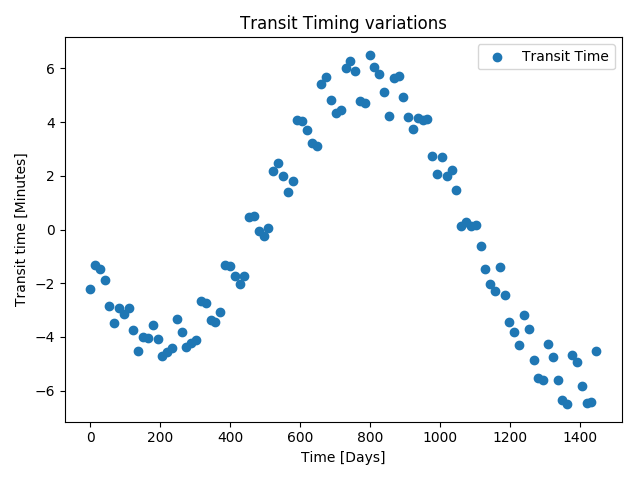 Transit Timing variations
Transit Time
Transit time [Minutes]
6
4
2
0
−2
−4
−6
0 200 400 600 800 1000 1200 1400
Time [Days]